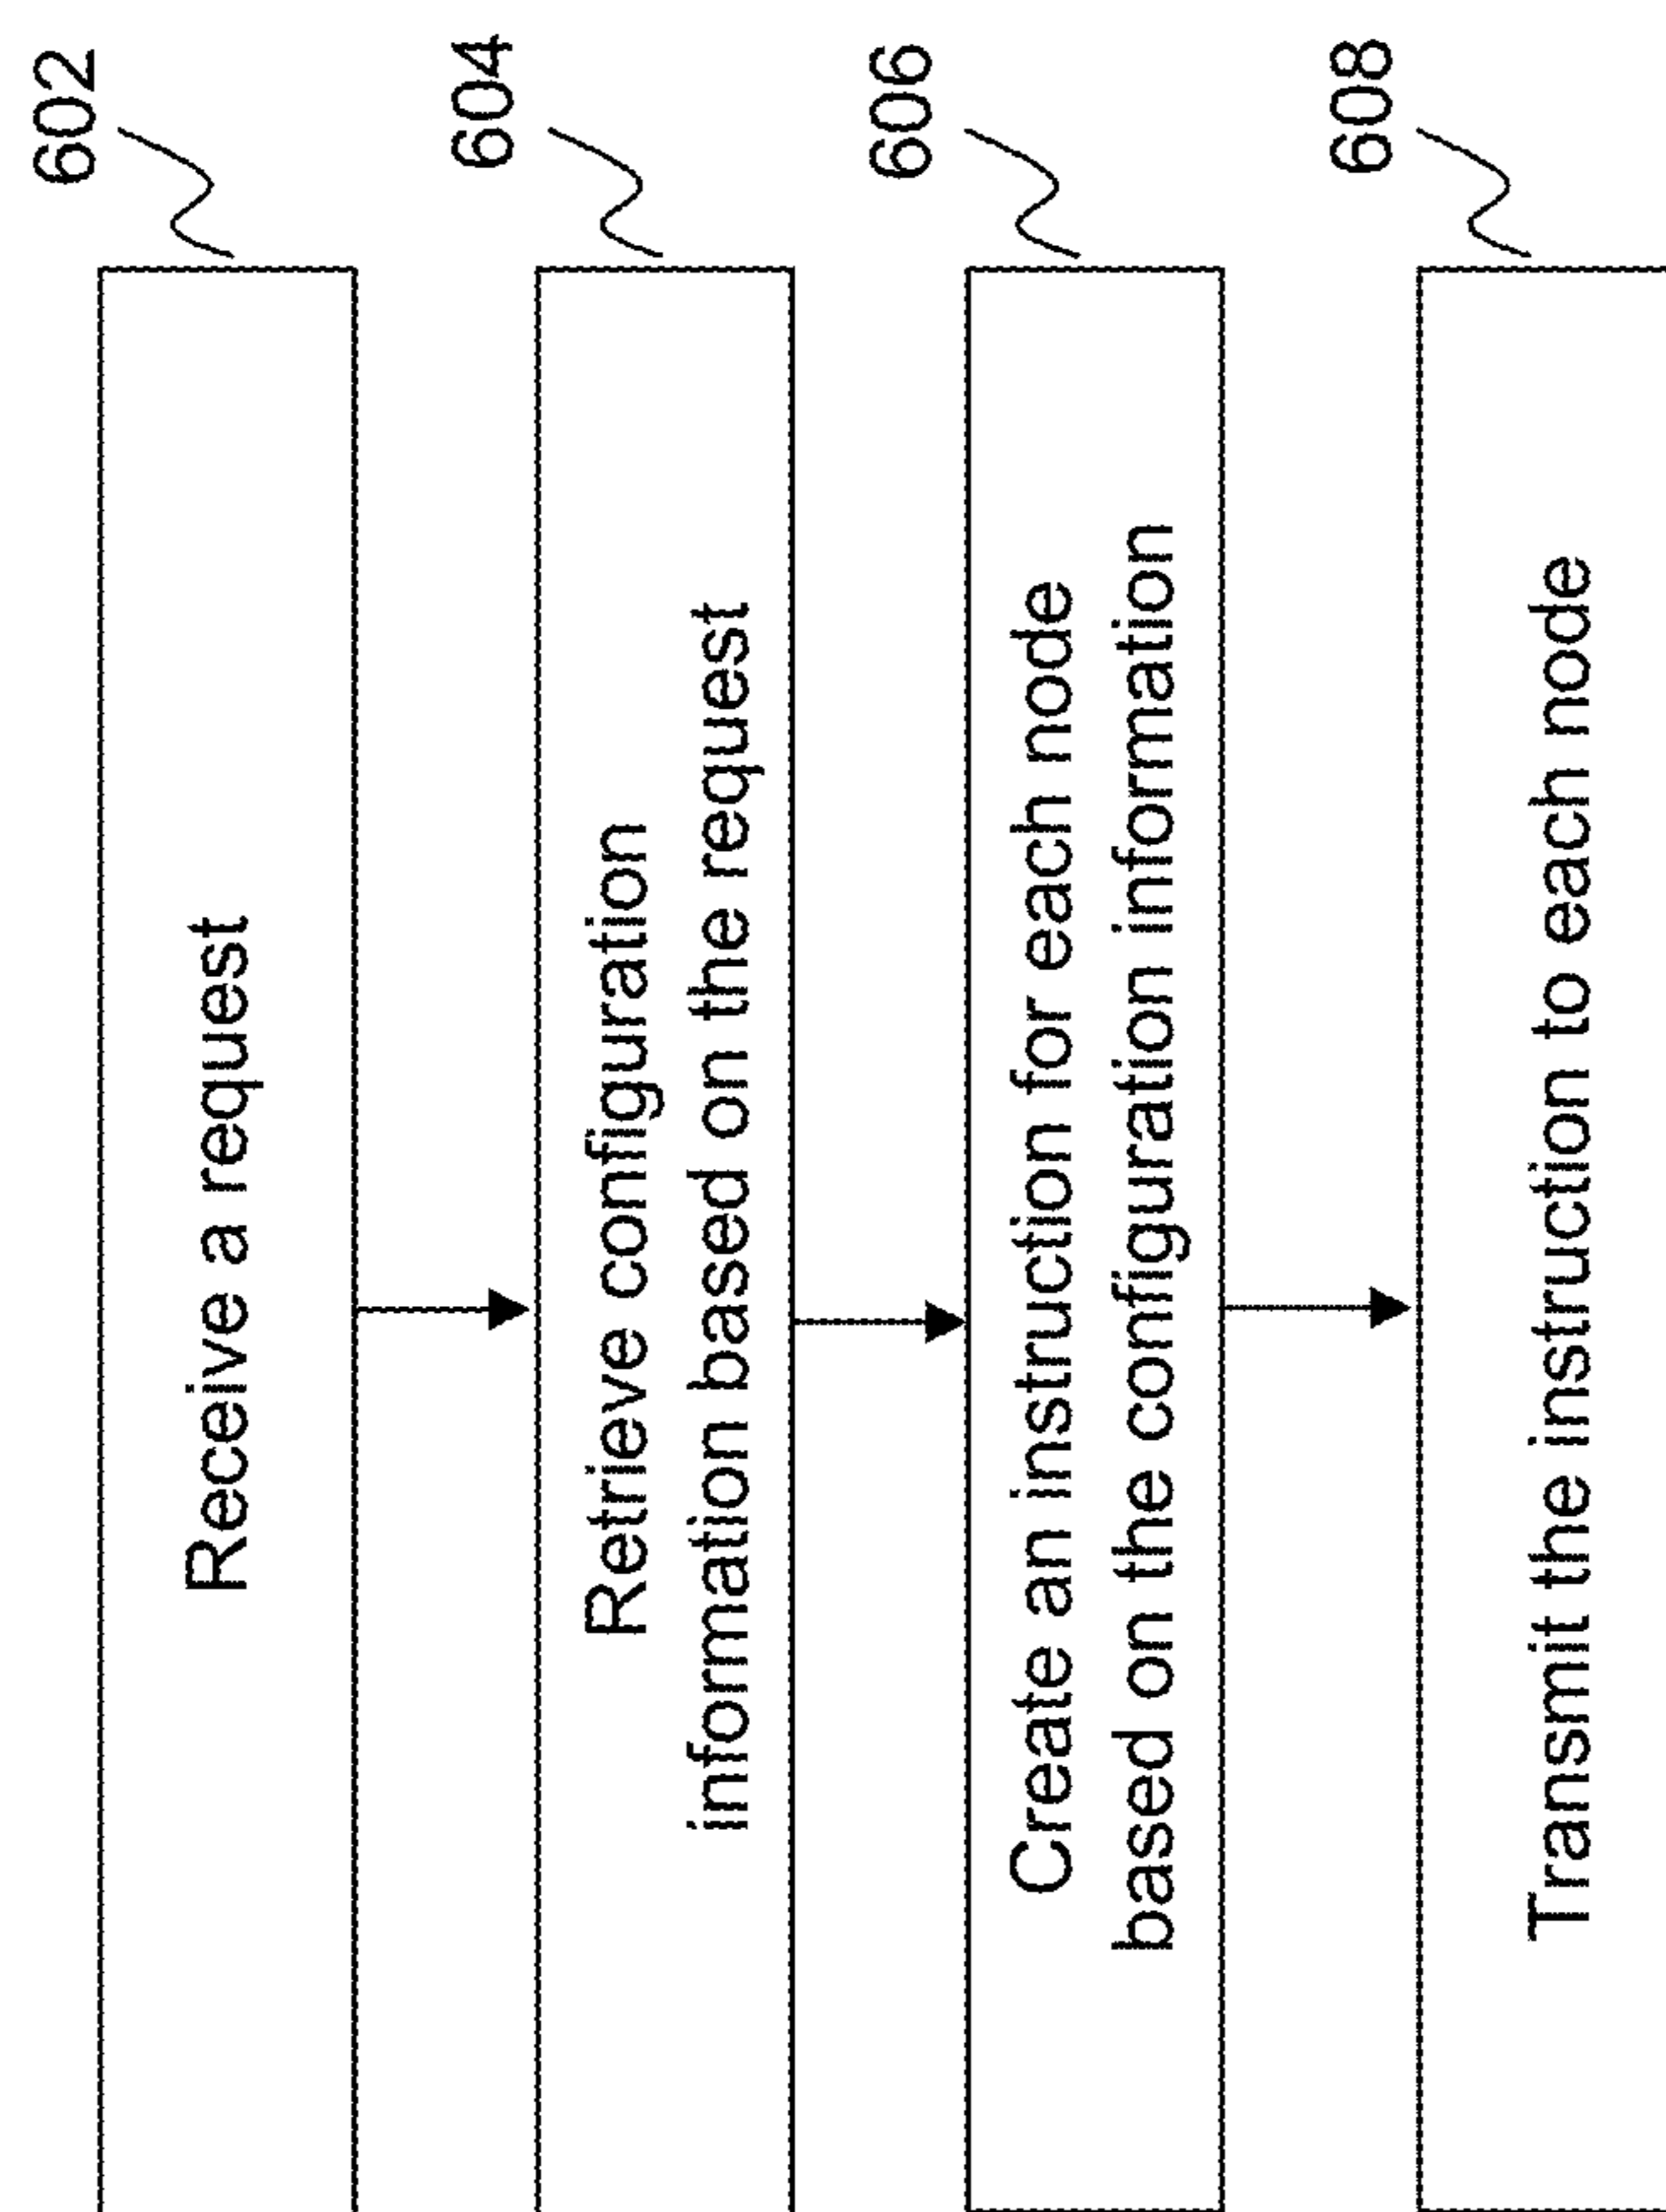 602
Receive a request
604
Retrieve configuration
information based on the request
606
Create an instruction for each node
based on the configuration information
608
Transmit the instruction to each node